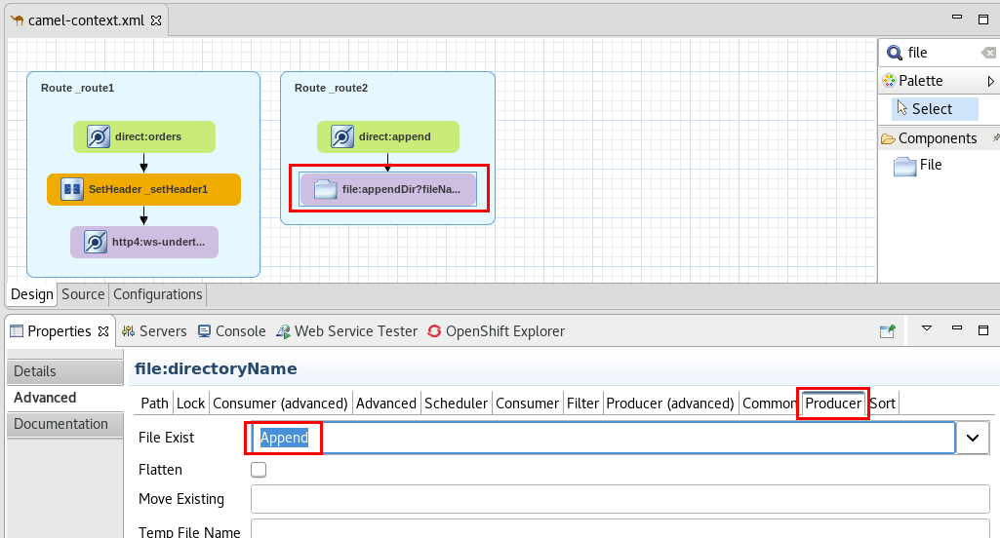 camel-context.xml
file
Palette
Select
Components
File
Route _route1
direct:orders
SetHeader _setHeader1
http4:ws-undert...
Route _route2
direct:append
file:appendDir?fileNa...
Design Source Configurations
Properties Servers Console Web Service Tester OpenShift Explorer
Details
Advanced
Documentation
file:directoryName
Path Lock Consumer (advanced) Advanced Scheduler Consumer Filter Producer (advanced) Common Producer Sort
File Exist Append
Flatten
Move Existing
Temp File Name